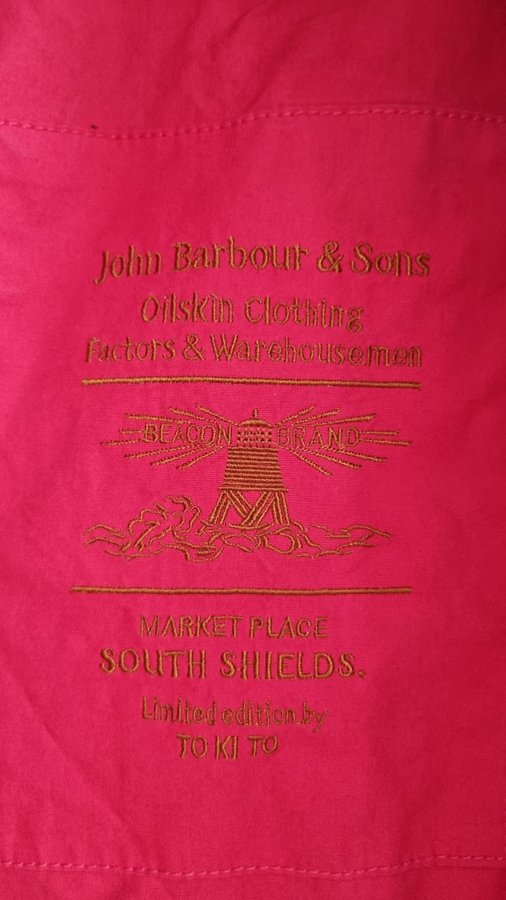 John Barbour & Sons
Oilskin Clothing
Factors & Warehousemen
BEACON BRAND
MARKET PLACE
SOUTH SHIELDS.
Limited edition by
TO KI TO